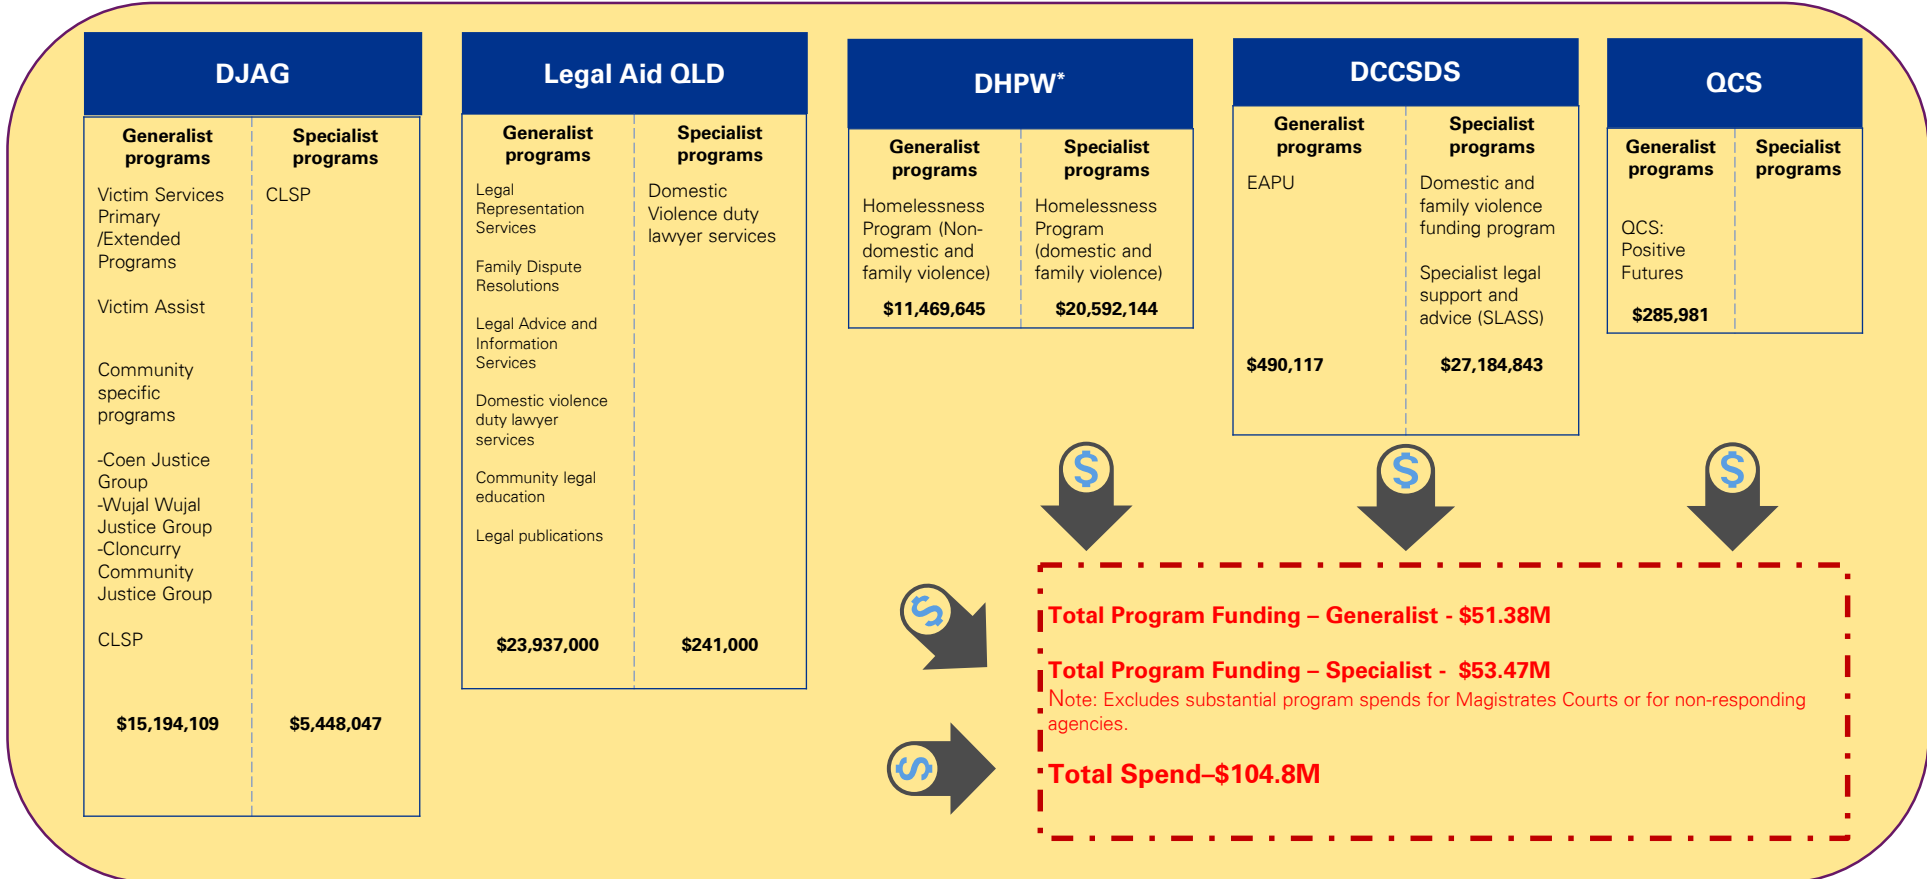 DJAG
Generalist
programs
Specialist
programs
Victim Services
Primary
/Extended
Programs
Victim Assist
Community
specific
programs
-Coen Justice
Group
-Wujal Wujal
Justice Group
-Cloncurry
Community
Justice Group
CLSP
$15,194,109
CLSP
$5,448,047
Legal Aid QLD
Generalist
programs
Specialist
programs
Legal
Representation
Services
Family Dispute
Resolutions
Legal Advice and
Information
Services
Domestic violence
duty lawyer
services
Community legal
education
Legal publications
$23,937,000
Domestic
Violence duty
lawyer services
$241,000
DHPW*
Generalist
programs
Specialist
programs
Homelessness
Program (Non-
domestic and
family violence)
$11,469,645
Homelessness
Program
(domestic and
family violence)
$20,592,144
DCCSDS
Generalist
programs
Specialist
programs
EAPU
$490,117
Domestic and
family violence
funding program
Specialist legal
support and
advice (SLASS)
$27,184,843
QCS
Generalist
programs
Specialist
programs
QCS:
Positive
Futures
$285,981
$
$
$
$
$
Total Program Funding – Generalist - $51.38M
Total Program Funding – Specialist - $53.47M
Note: Excludes substantial program spends for Magistrates Courts or for non-responding
agencies.
Total Spend–$104.8M